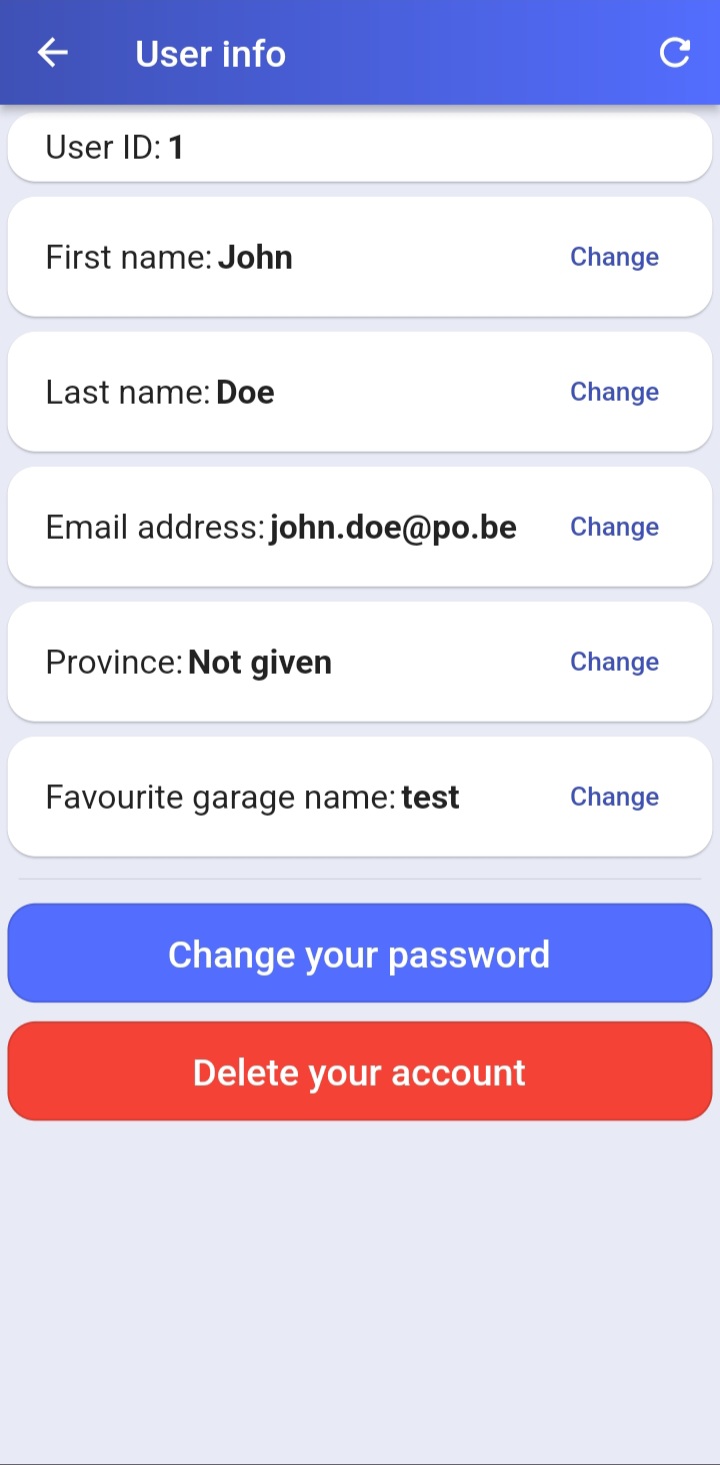 User info
User ID: 1
First name: John Change
Last name: Doe Change
Email address: john.doe@po.be Change
Province: Not given Change
Favourite garage name: test Change
Change your password
Delete your account